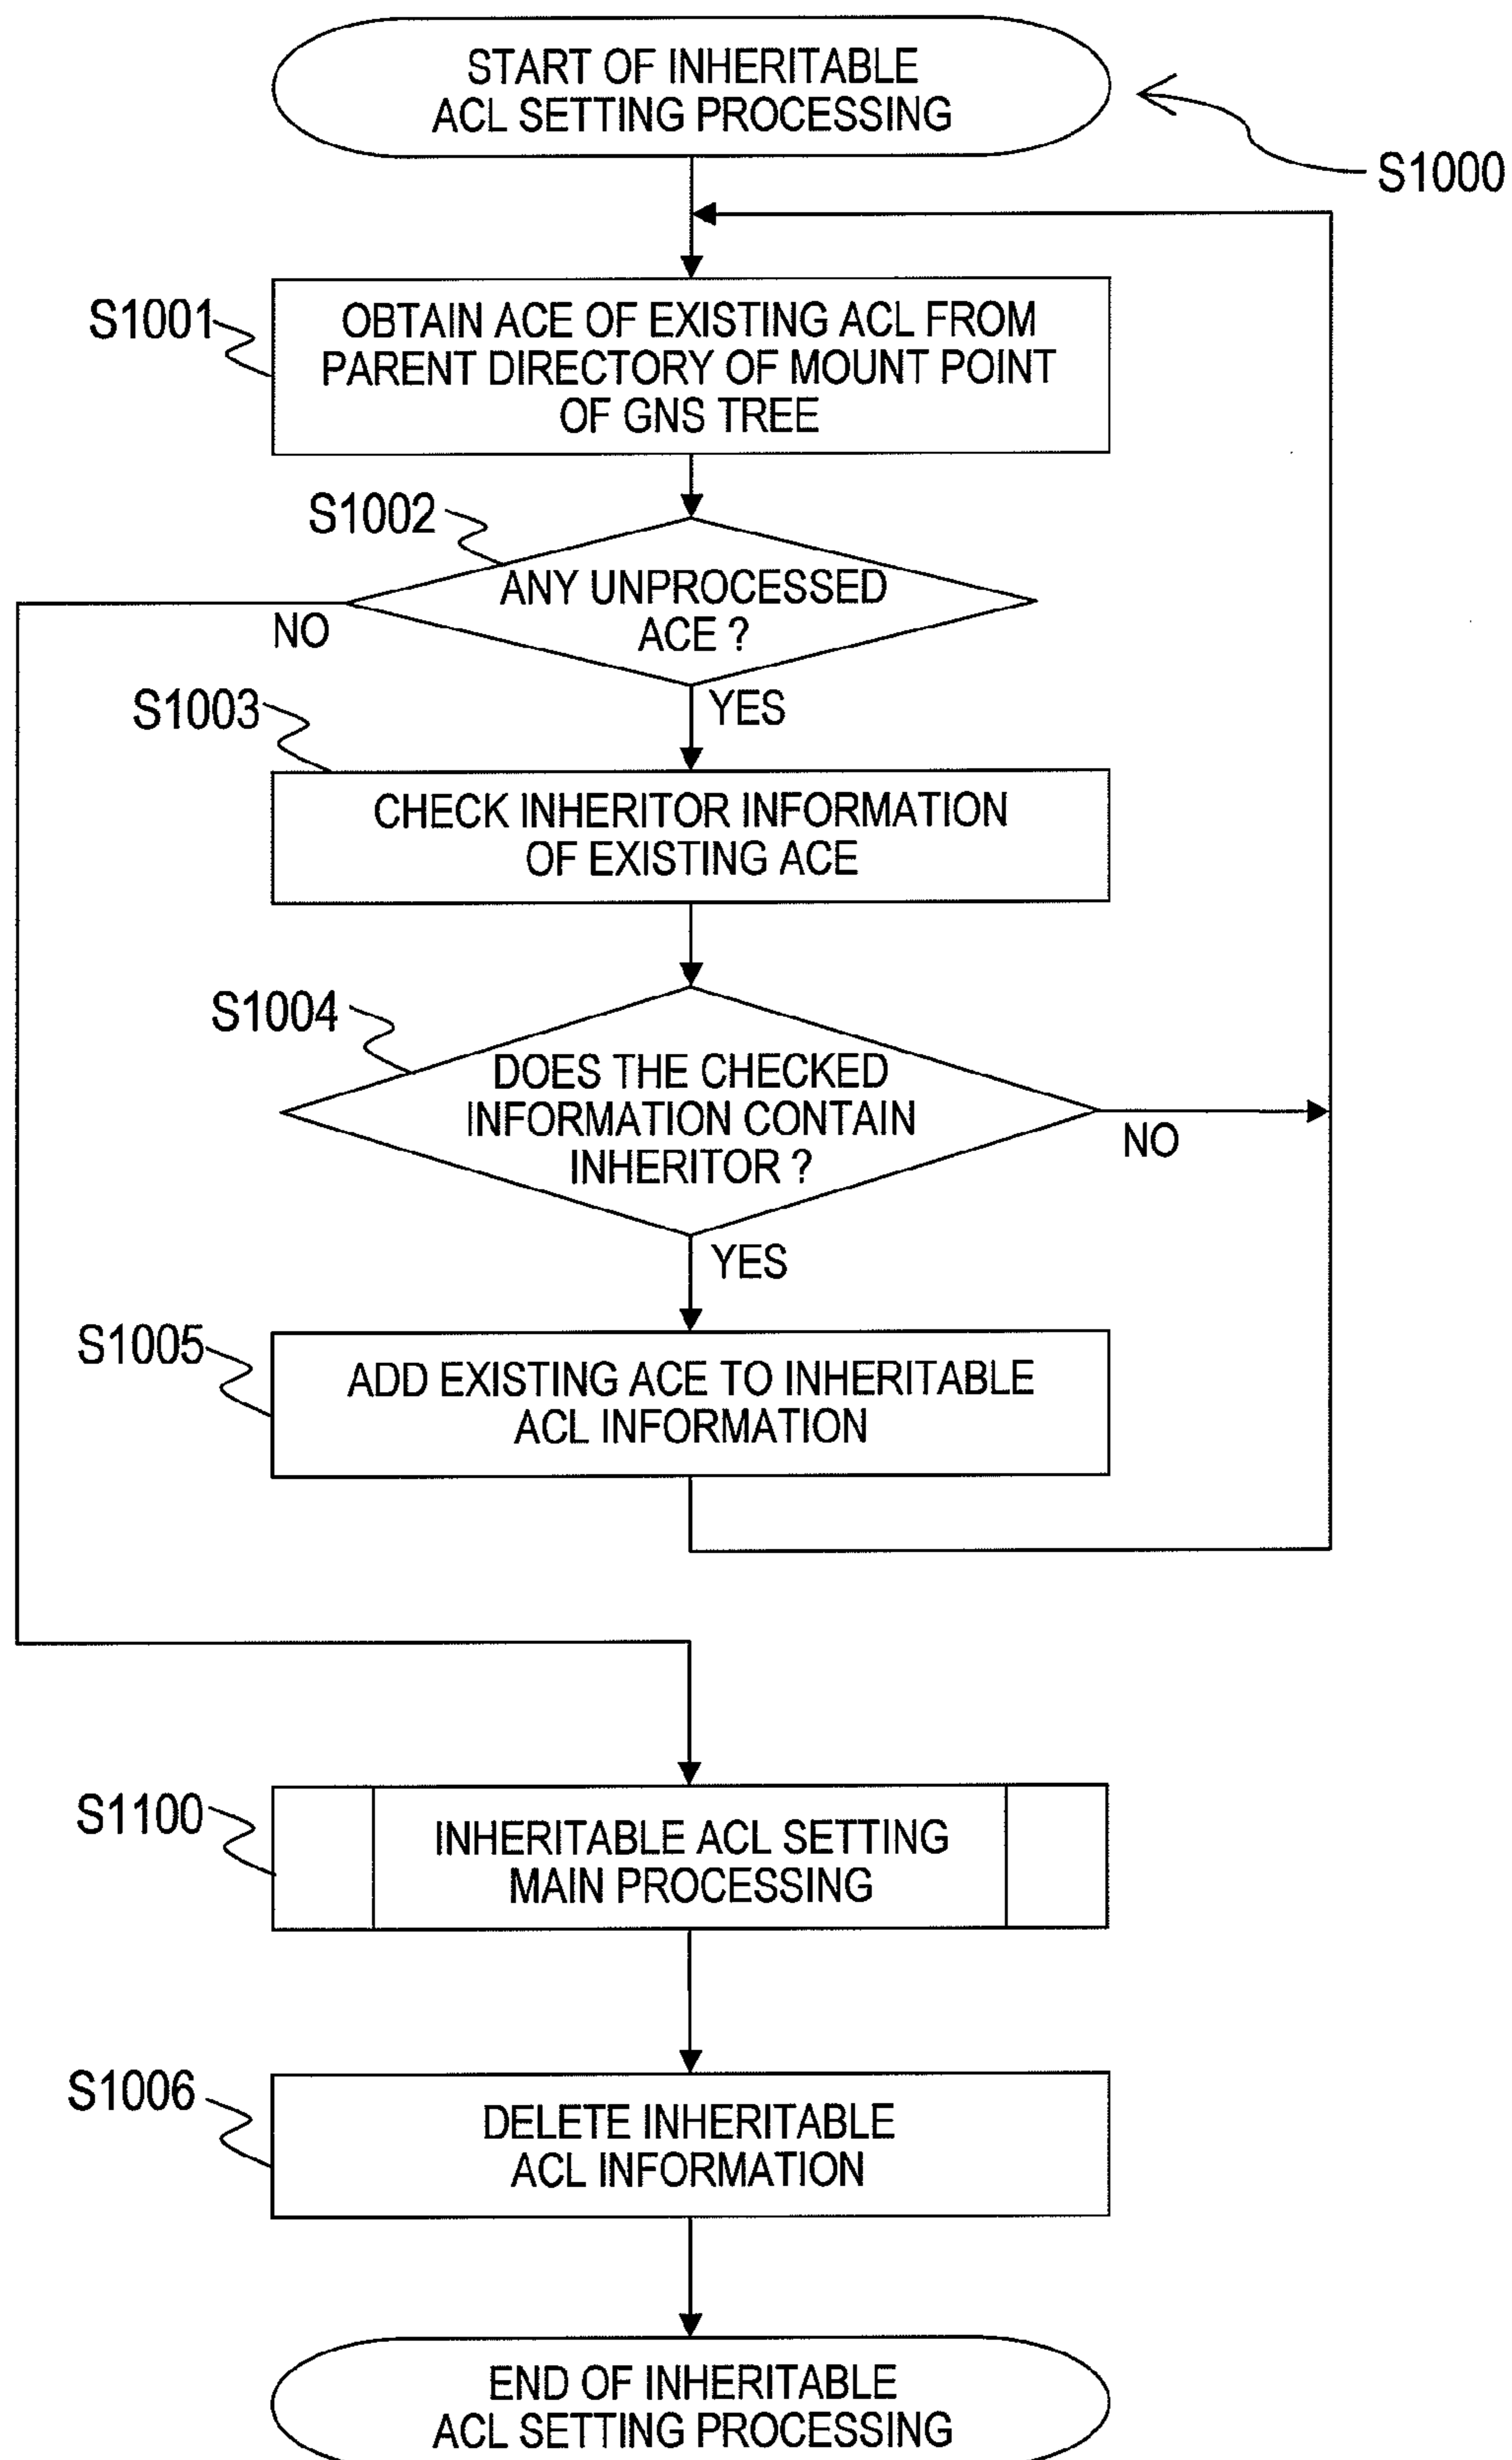 START OF INHERITABLE
ACL SETTING PROCESSING
S1000
S1001
OBTAIN ACE OF EXISTING ACL FROM
PARENT DIRECTORY OF MOUNT POINT
OF GNS TREE
S1002
ANY UNPROCESSED
ACE ?
NO
YES
S1003
CHECK INHERITOR INFORMATION
OF EXISTING ACE
S1004
DOES THE CHECKED
INFORMATION CONTAIN
INHERITOR ?
NO
YES
S1005
ADD EXISTING ACE TO INHERITABLE
ACL INFORMATION
S1100
INHERITABLE ACL SETTING
MAIN PROCESSING
S1006
DELETE INHERITABLE
ACL INFORMATION
END OF INHERITABLE
ACL SETTING PROCESSING